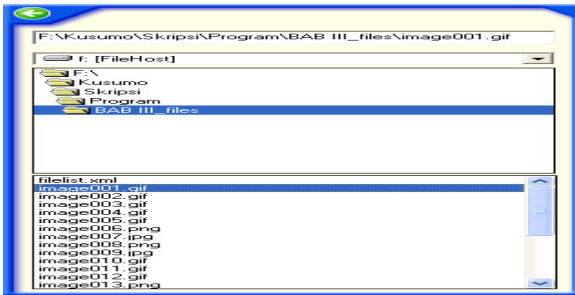 F:\Kusumo\Skripsi\Program\BAB III_files\image001.gif
f: [FileHost]
F:\
Kusumo
Skripsi
Program
BAB III_files
filelist.xml
image001.gif
image002.gif
image003.gif
image004.gif
image005.gif
image006.png
image007.jpg
image008.png
image009.jpg
image010.gif
image011.gif
image012.gif
image013.png